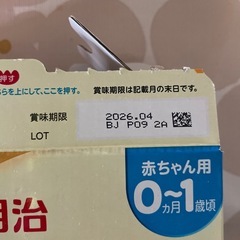 押す
らを上にして、ここを押す。
賞味期限は記載月の末日です。
賞味期限
2026.04
LOT
BJ P09 2A
赤ちゃん用
0〜1歳頃
カ月
明治